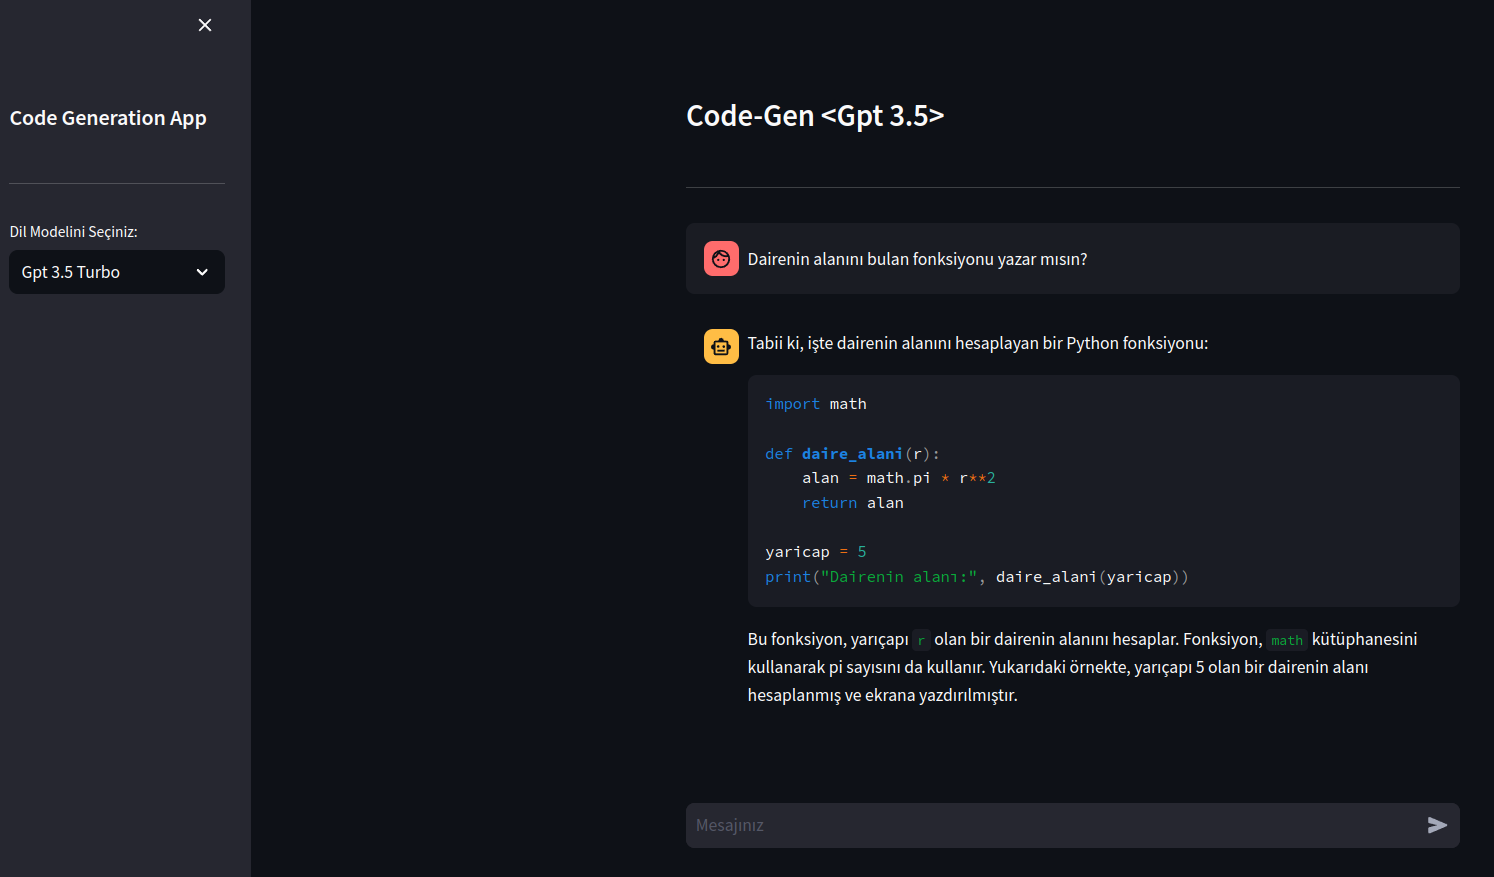 Code Generation App
Dil Modelini Seçiniz:
Gpt 3.5 Turbo
Code-Gen <Gpt 3.5>
Dairenin alanını bulan fonksiyonu yazar mısın?
Tabii ki, işte dairenin alanını hesaplayan bir Python fonksiyonu:
import math
def daire_alani(r):
    alan = math.pi * r**2
    return alan
yaricap = 5
print("Dairenin alanı:", daire_alani(yaricap))
Bu fonksiyon, yarıçapı r olan bir dairenin alanını hesaplar. Fonksiyon, math kütüphanesini
kullanarak pi sayısını da kullanır. Yukarıdaki örnekte, yarıçapı 5 olan bir dairenin alanı
hesaplanmış ve ekrana yazdırılmıştır.
Mesajınız